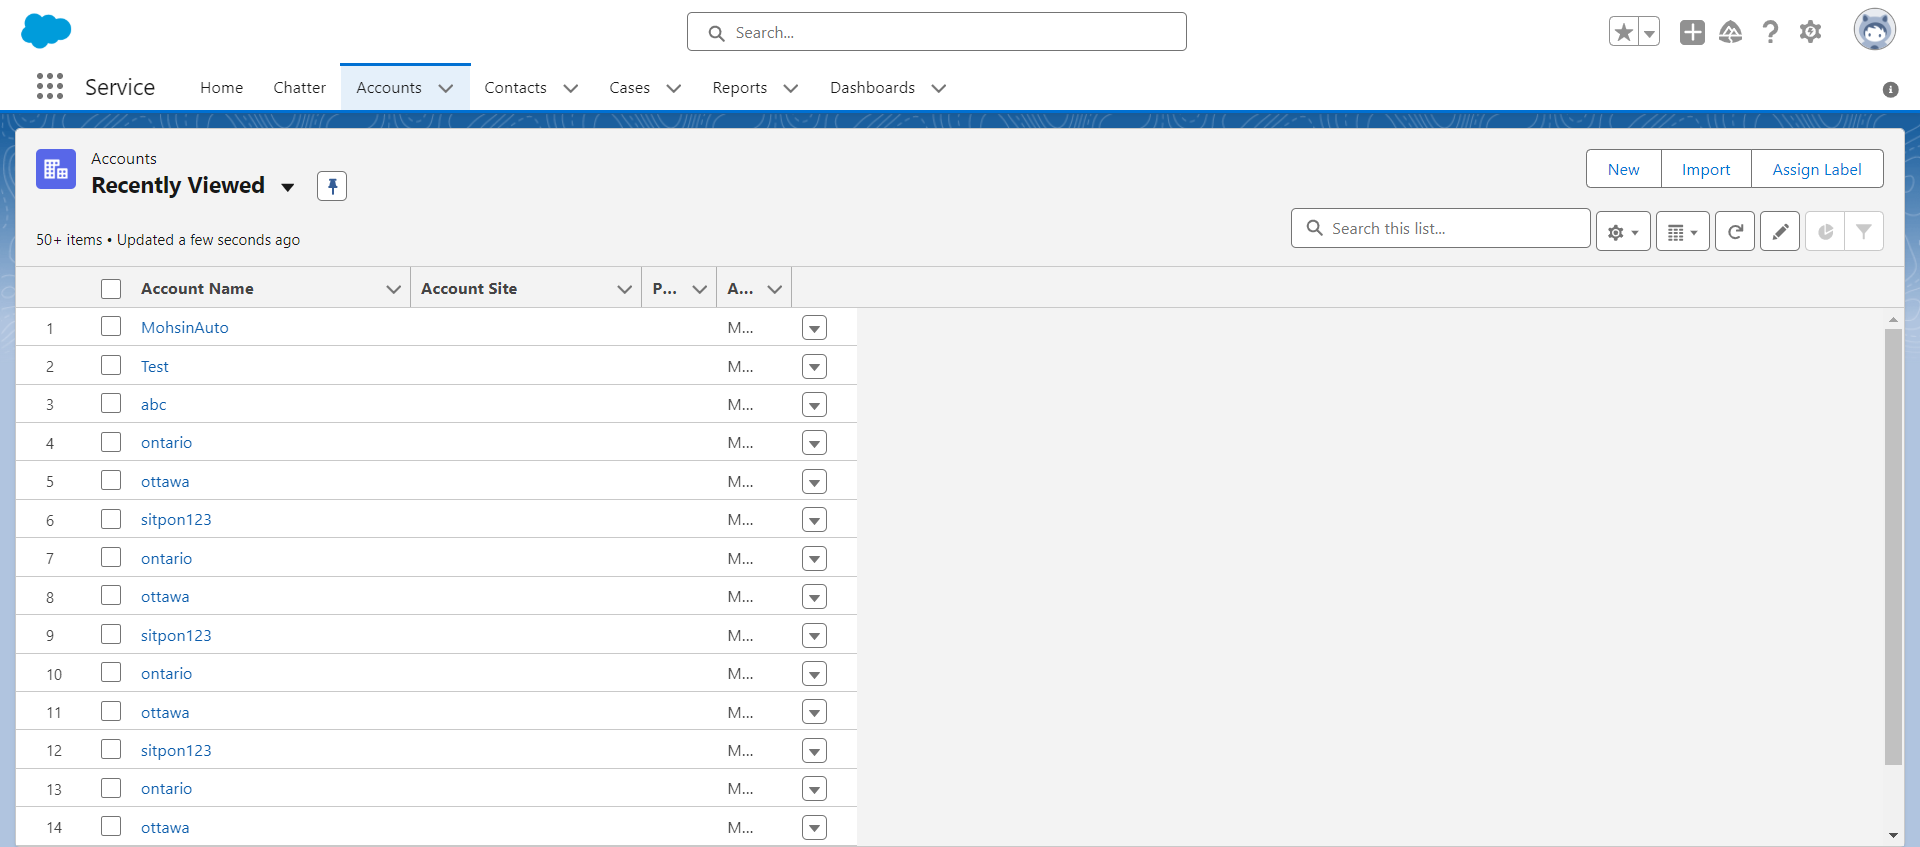 Search...
Service Home Chatter Accounts Contacts Cases Reports Dashboards
Accounts
Recently Viewed
New Import Assign Label
50+ items • Updated a few seconds ago
Search this list...
Account Name Account Site P... A...
1 MohsinAuto M...
2 Test M...
3 abc M...
4 ontario M...
5 ottawa M...
6 sitpon123 M...
7 ontario M...
8 ottawa M...
9 sitpon123 M...
10 ontario M...
11 ottawa M...
12 sitpon123 M...
13 ontario M...
14 ottawa M...